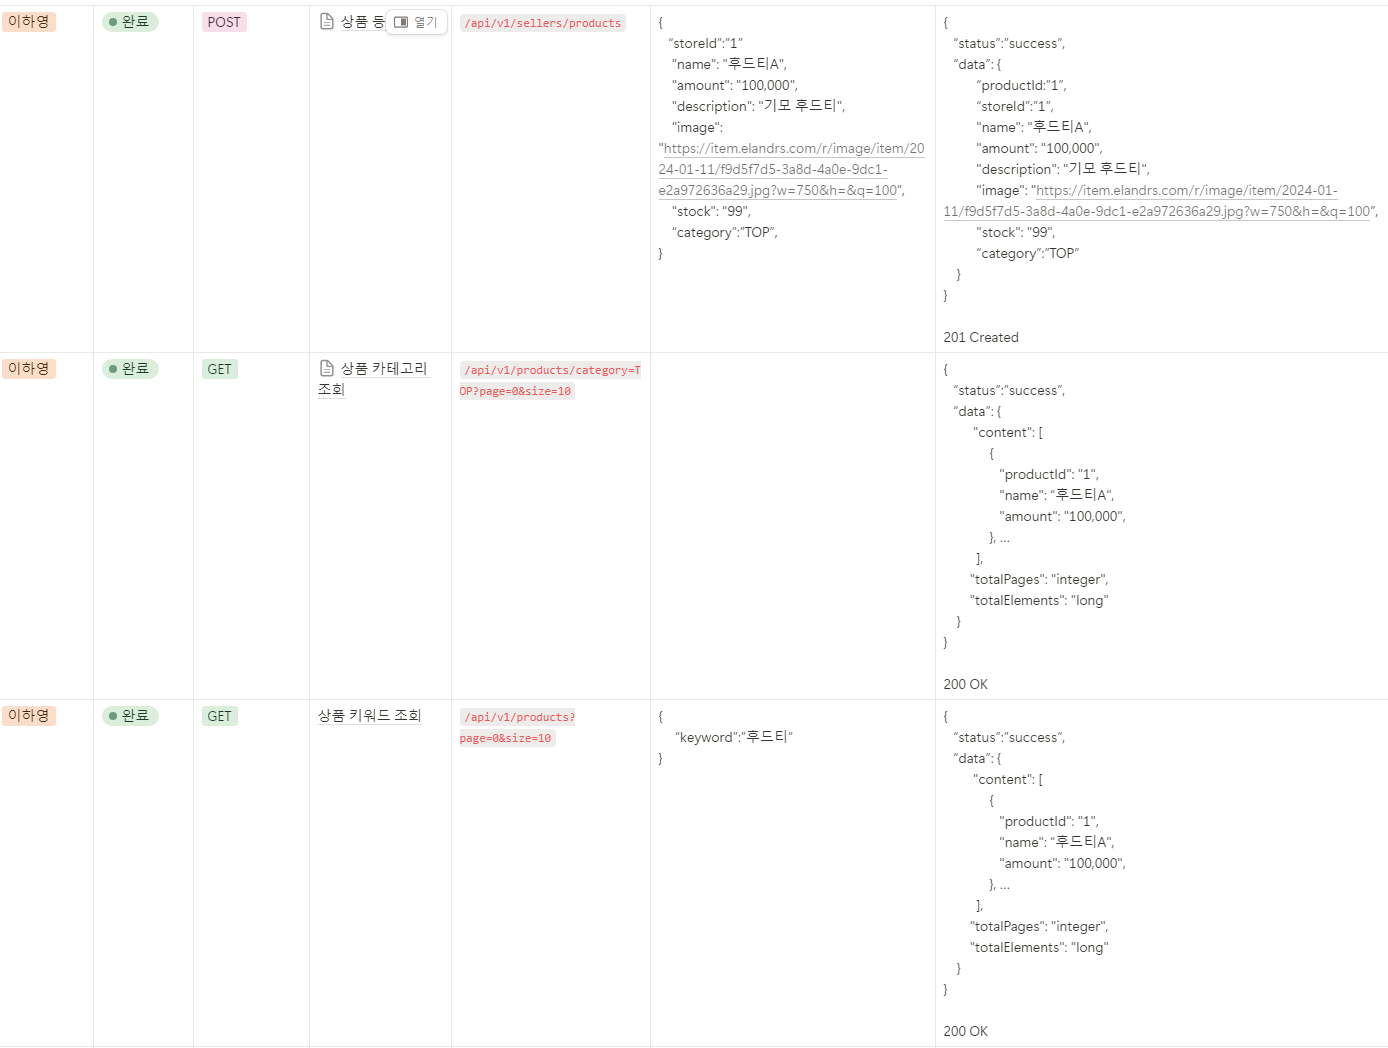 이하영
완료
POST
상품 등
열기
/api/v1/sellers/products
{
“storeId”:”1”
"name": "후드티A",
"amount": "100,000",
"description": "기모 후드티",
"image":
"https://item.elandrs.com/r/image/item/20
24-01-11/f9d5f7d5-3a8d-4a0e-9dc1-
e2a972636a29.jpg?w=750&h=&q=100”,
"stock": "99",
“category”:”TOP”,
}
{
“status”:”success”,
“data”: {
“productId:”1”,
“storeId”:”1”,
"name": "후드티A",
"amount": "100,000",
"description": "기모 후드티",
"image": "https://item.elandrs.com/r/image/item/2024-01-
11/f9d5f7d5-3a8d-4a0e-9dc1-e2a972636a29.jpg?w=750&h=&q=100”,
"stock": "99",
“category”:”TOP”
}
}
201 Created
이하영
완료
GET
상품 카테고리
조회
/api/v1/products/category=T
OP?page=0&size=10
{
“status”:”success”,
“data”: {
"content": [
{
"productId": "1",
"name": “후드티A",
"amount": "100,000",
}, ...
],
"totalPages": "integer",
"totalElements": "long"
}
}
200 OK
이하영
완료
GET
상품 키워드 조회
/api/v1/products?
page=0&size=10
{
“keyword”:”후드티”
}
{
“status”:”success”,
“data”: {
"content": [
{
"productId": "1",
"name": “후드티A",
"amount": "100,000",
}, ...
],
"totalPages": "integer",
"totalElements": "long"
}
}
200 OK